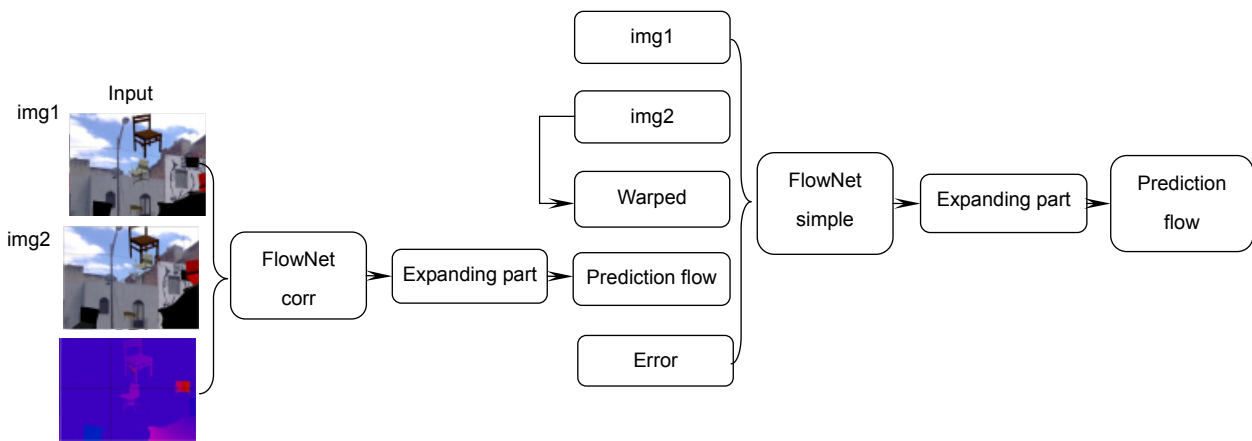 Input
img1
img2
FlowNet
corr
Expanding part
img1
img2
Warped
Prediction flow
Error
FlowNet
simple
Expanding part
Prediction
flow